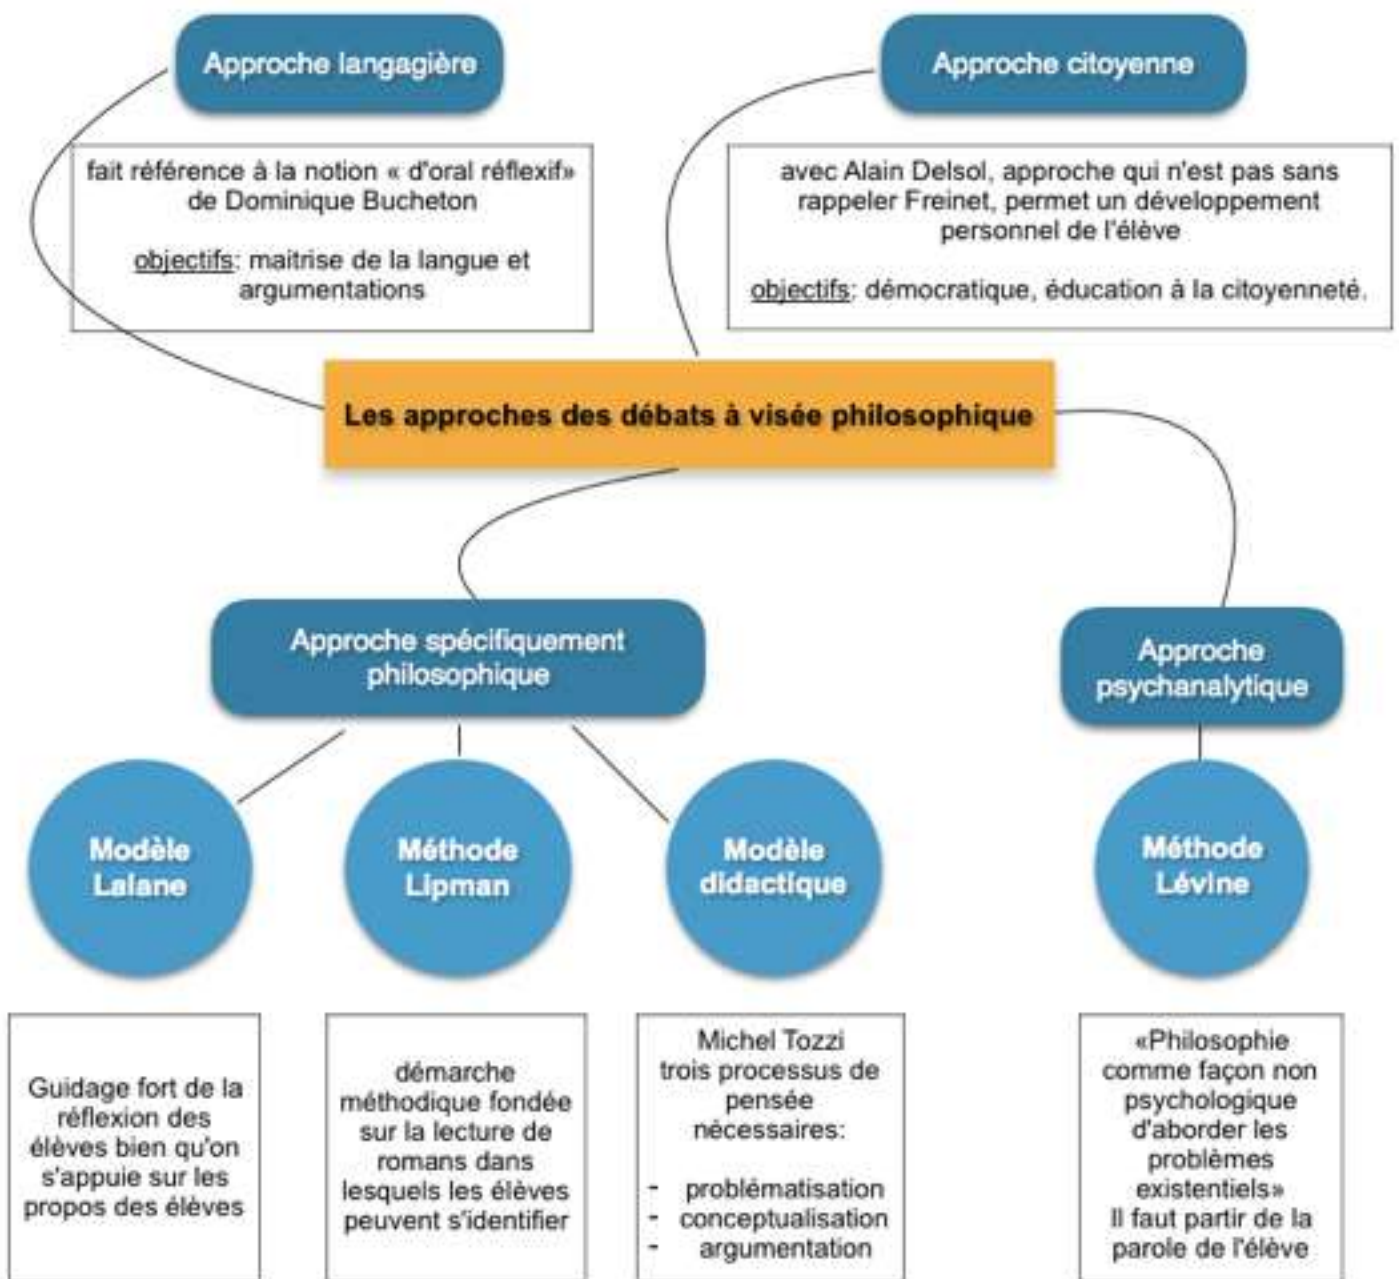 Approche langagière
fait référence à la notion « d'oral réflexif»
de Dominique Bucheton
objectifs: maitrise de la langue et
argumentations
Approche citoyenne
avec Alain Delsol, approche qui n'est pas sans
rappeler Freinet, permet un développement
personnel de l'élève
objectifs: démocratique, éducation à la citoyenneté.
Les approches des débats à visée philosophique
Approche spécifiquement
philosophique
Approche
psychanalytique
Modèle
Lalane
Méthode
Lipman
Modèle
didactique
Méthode
Lévine
Guidage fort de la
réflexion des
élèves bien qu'on
s'appuie sur les
propos des élèves
démarche
méthodique fondée
sur la lecture de
romans dans
lesquels les élèves
peuvent s'identifier
Michel Tozzi
trois processus de
pensée
nécessaires:
- problématisation
- conceptualisation
- argumentation
«Philosophie
comme façon non
psychologique
d'aborder les
problèmes
existentiels»
Il faut partir de la
parole de l'élève